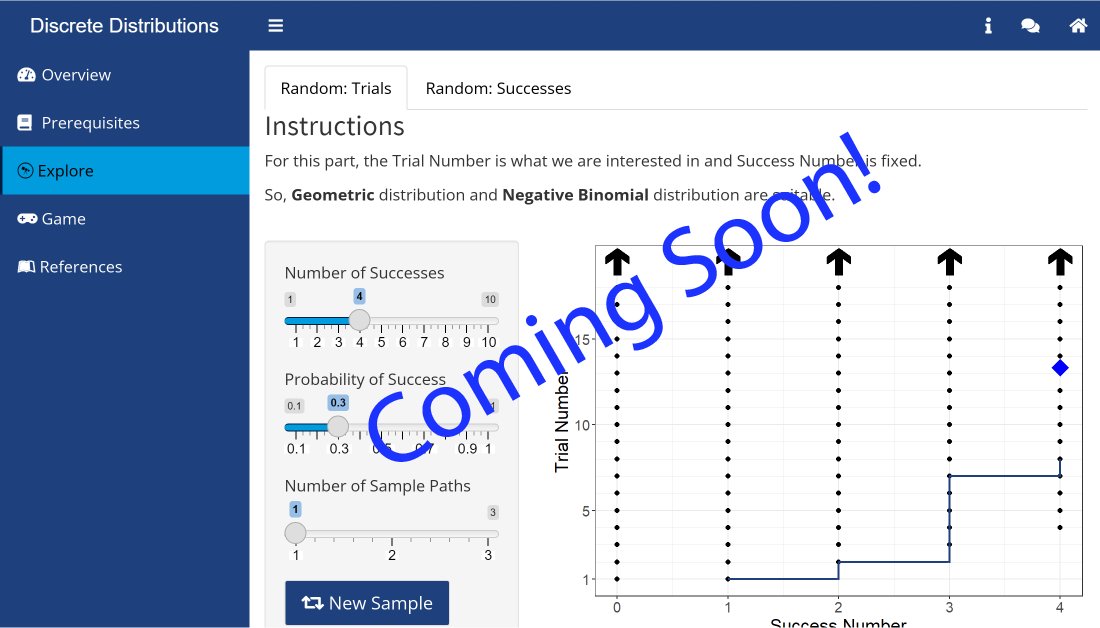 Discrete Distributions
Overview
Prerequisites
Explore
Game
References
Random: Trials
Random: Successes
Instructions
For this part, the Trial Number is what we are interested in and Success Number is fixed.
So, Geometric distribution and Negative Binomial distribution are suitable.
Coming Soon!
Number of Successes
1 4 10
1 2 3 4 5 6 7 8 9 10
Probability of Success
0.1 0.3 1
0.1 0.3 0.5 0.7 0.9 1
Number of Sample Paths
1 3
1 2 3
New Sample
Trial Number
15
10
5
1
0 1 2 3 4
Success Number